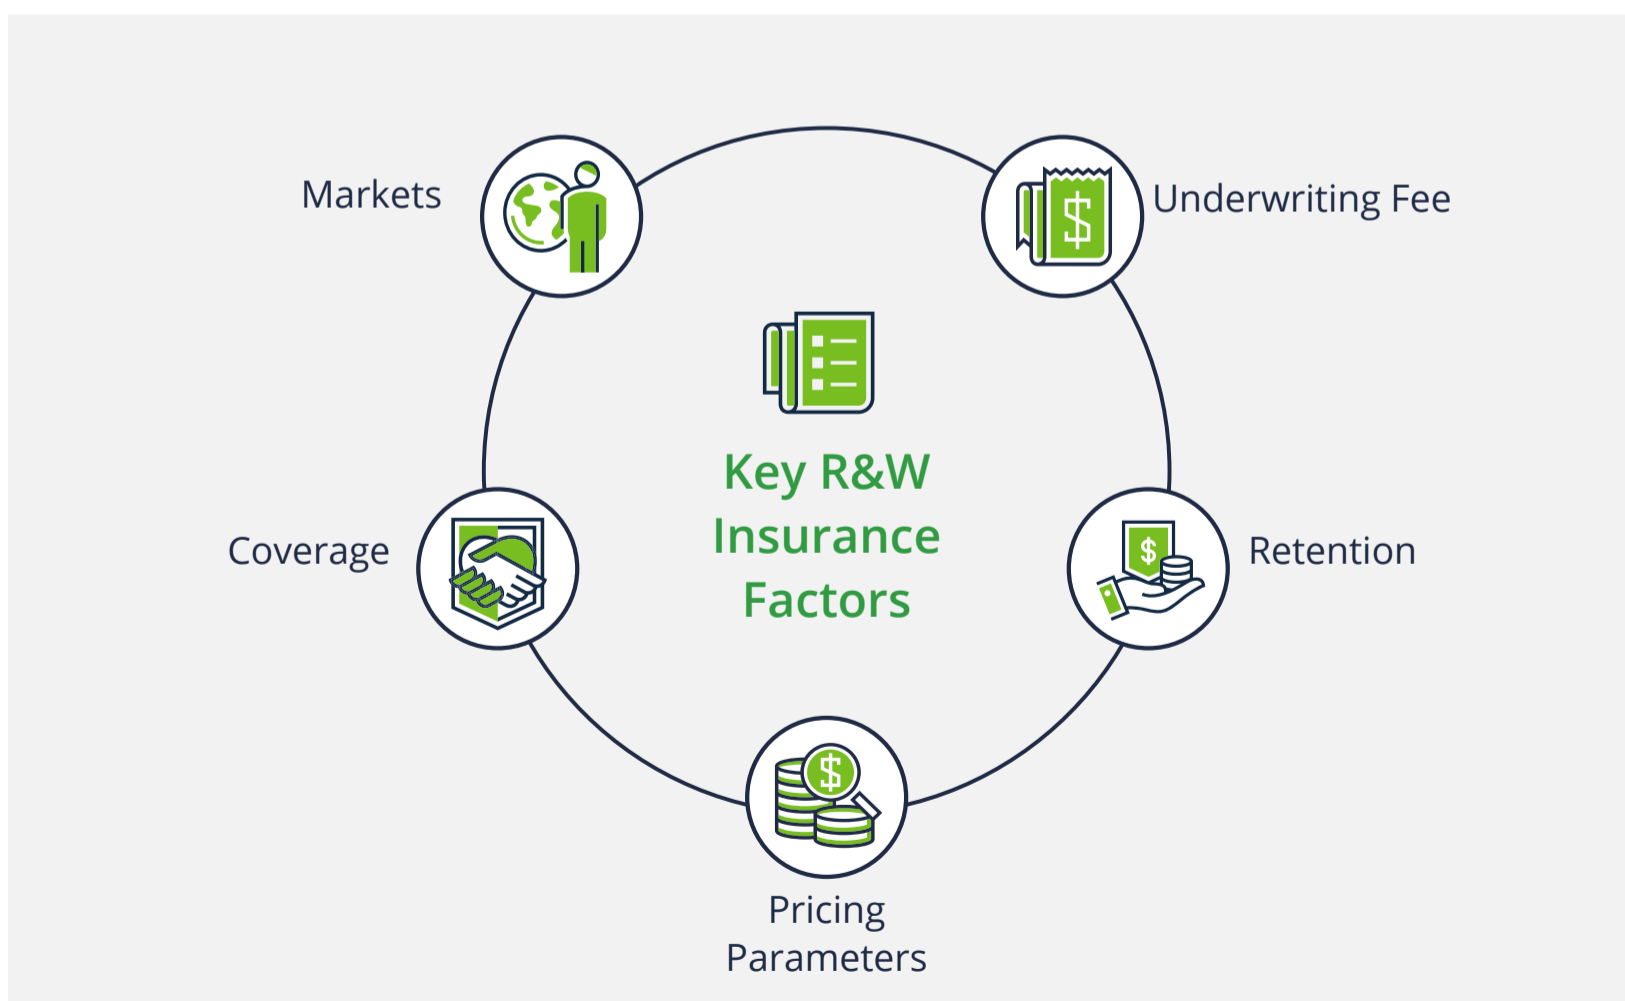 Markets
Underwriting Fee
Key R&W
Insurance
Factors
Coverage
Retention
Pricing
Parameters